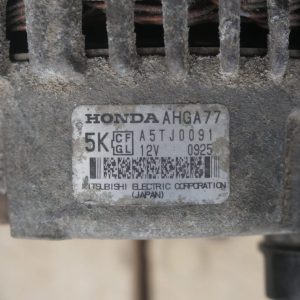 HONDA AHGA77
5K CF GL A5TJ0091
12V 0925
MITSUBISHI ELECTRIC CORPORATION
(JAPAN)